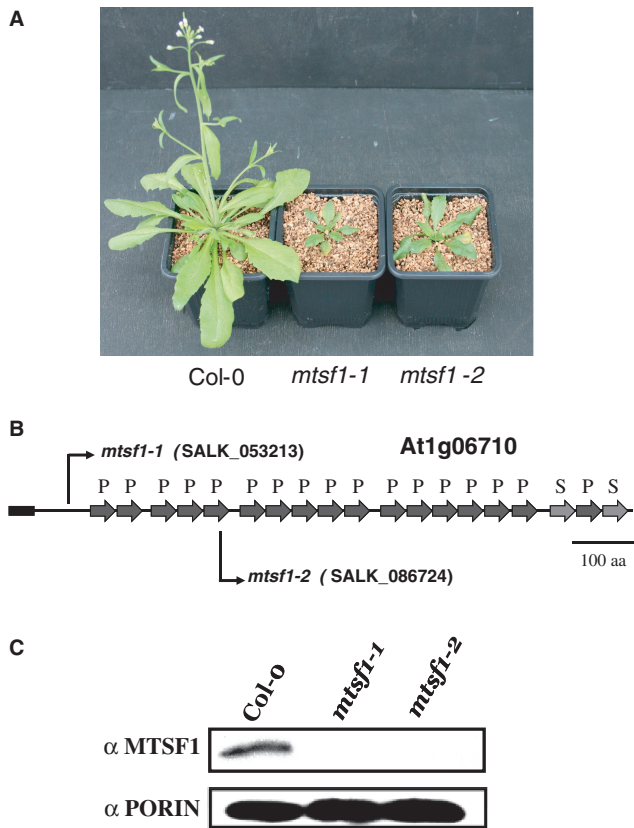 A
Col-0 mtsf1-1 mtsf1 -2
B
mtsf1-1 (SALK_053213)
At1g06710
P P P P P P P P P P P P P P P P S P S
mtsf1-2 ( SALK_086724)
100 aa
C
Col-0 mtsf1-1 mtsf1-2
α MTSF1
α PORIN